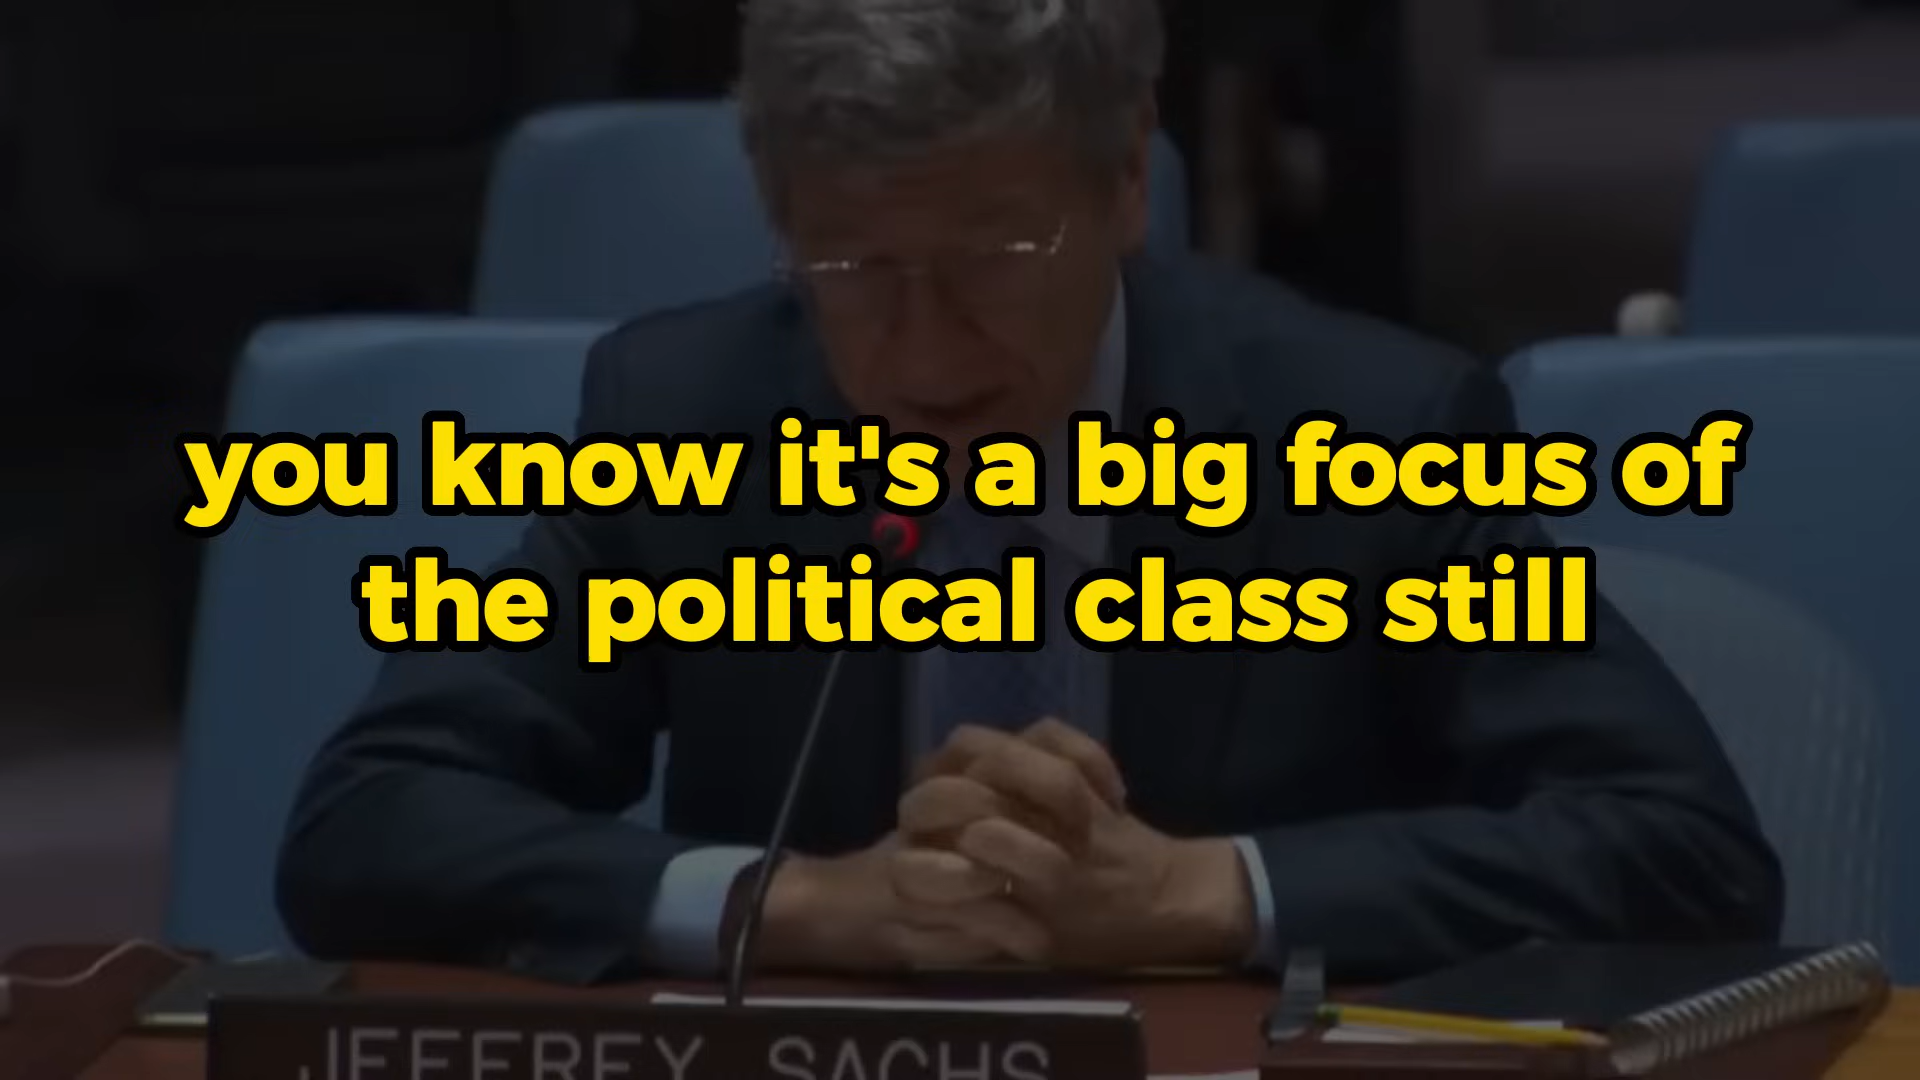 you know it's a big focus of
the political class still
JEFFREY SACHS